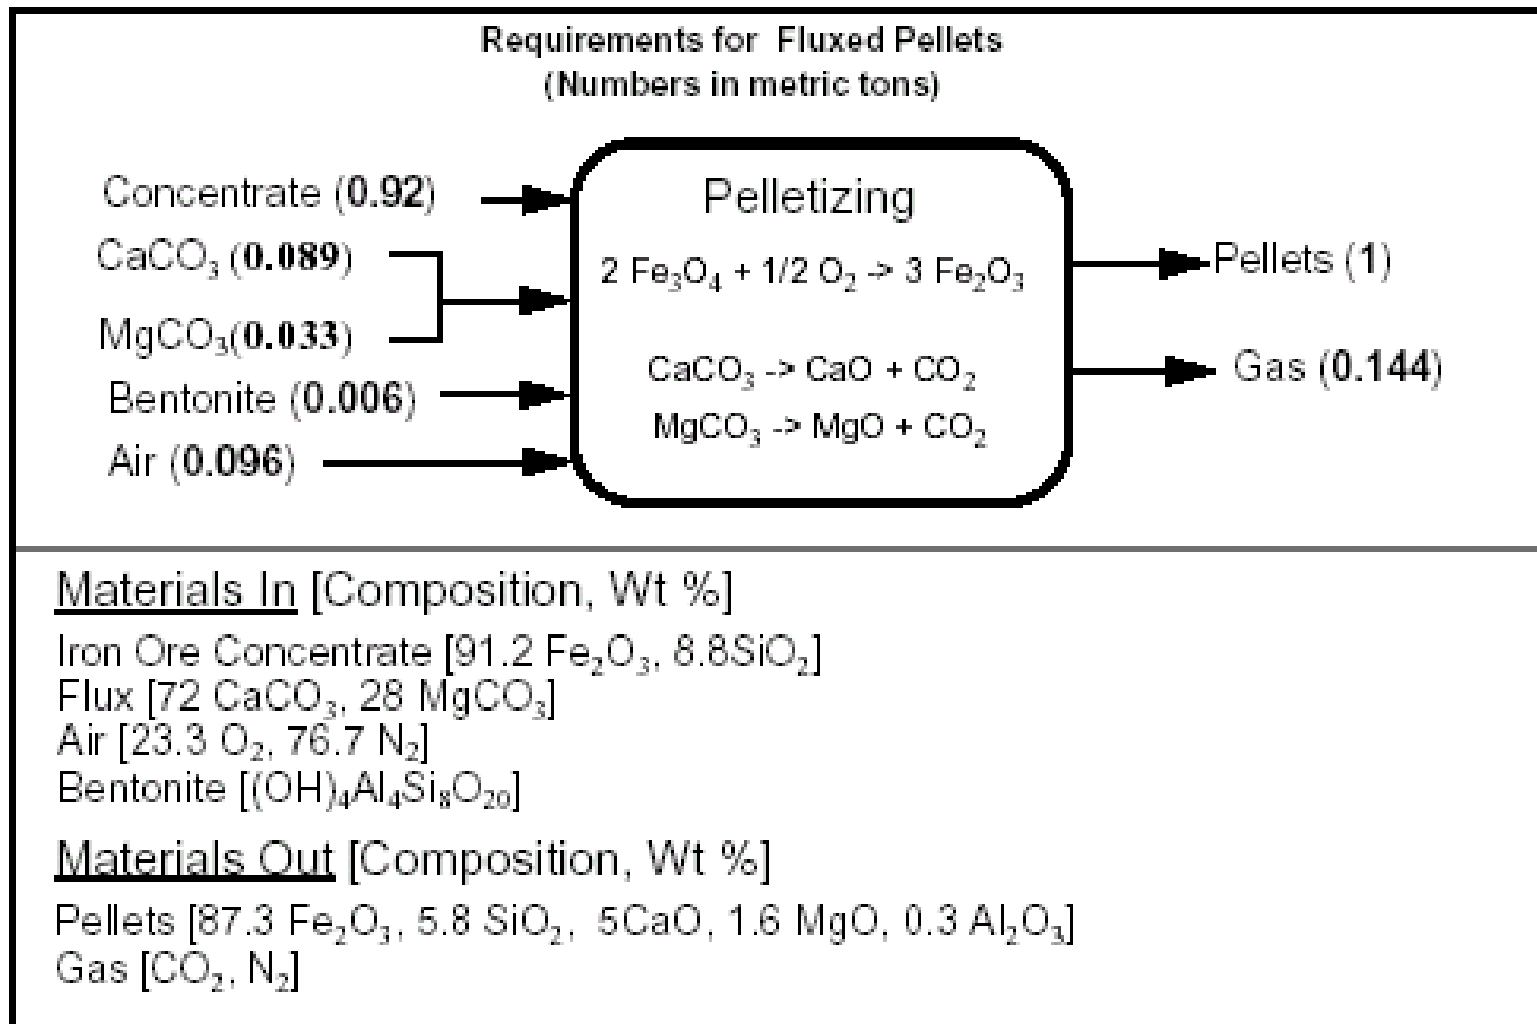 Requirements for Fluxed Pellets
(Numbers in metric tons)
Concentrate (0.92)
CaCO₃ (0.089)
MgCO₃(0.033)
Bentonite (0.006)
Air (0.096)
Pelletizing
2 Fe₃O₄ + 1/2 O₂ -> 3 Fe₂O₃
CaCO₃ -> CaO + CO₂
MgCO₃ -> MgO + CO₂
Pellets (1)
Gas (0.144)
Materials In [Composition, Wt %]
Iron Ore Concentrate [91.2 Fe₂O₃, 8.8SiO₂]
Flux [72 CaCO₃, 28 MgCO₃]
Air [23.3 O₂, 76.7 N₂]
Bentonite [(OH)₄Al₄Si₈O₂₀]
Materials Out [Composition, Wt %]
Pellets [87.3 Fe₂O₃, 5.8 SiO₂, 5CaO, 1.6 MgO, 0.3 Al₂O₃]
Gas [CO₂, N₂]